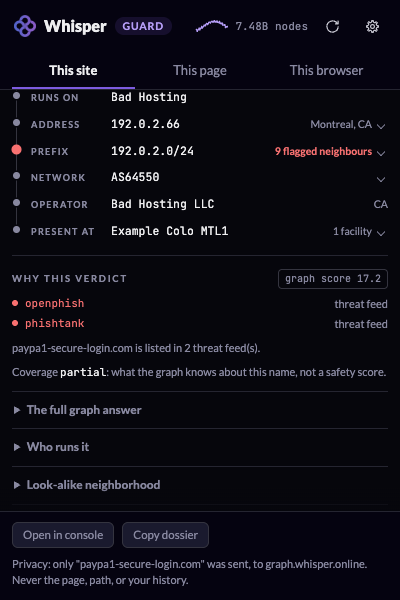 Whisper GUARD 7.48B nodes
This site This page This browser
RUNS ON Bad Hosting
ADDRESS 192.0.2.66 Montreal, CA
PREFIX 192.0.2.0/24 9 flagged neighbours
NETWORK AS64550
OPERATOR Bad Hosting LLC CA
PRESENT AT Example Colo MTL1 1 facility
WHY THIS VERDICT graph score 17.2
openphish threat feed
phishtank threat feed
paypa1-secure-login.com is listed in 2 threat feed(s).
Coverage partial: what the graph knows about this name, not a safety score.
The full graph answer
Who runs it
Look-alike neighborhood
Open in console Copy dossier
Privacy: only "paypa1-secure-login.com" was sent, to graph.whisper.online.
Never the page, path, or your history.